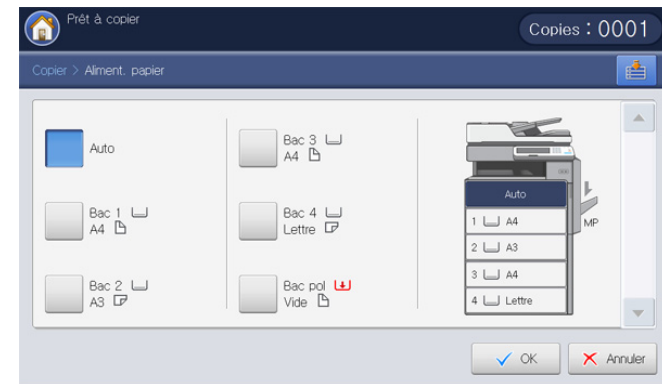 Prêt à copier
Copies : 0001
Copier > Aliment. papier
Auto
Bac 1
A4
Bac 2
A3
Bac 3
A4
Bac 4
Lettre
Bac pol
Vide
Auto
1 A4
2 A3
3 A4
4 Lettre
MP
OK
Annuler